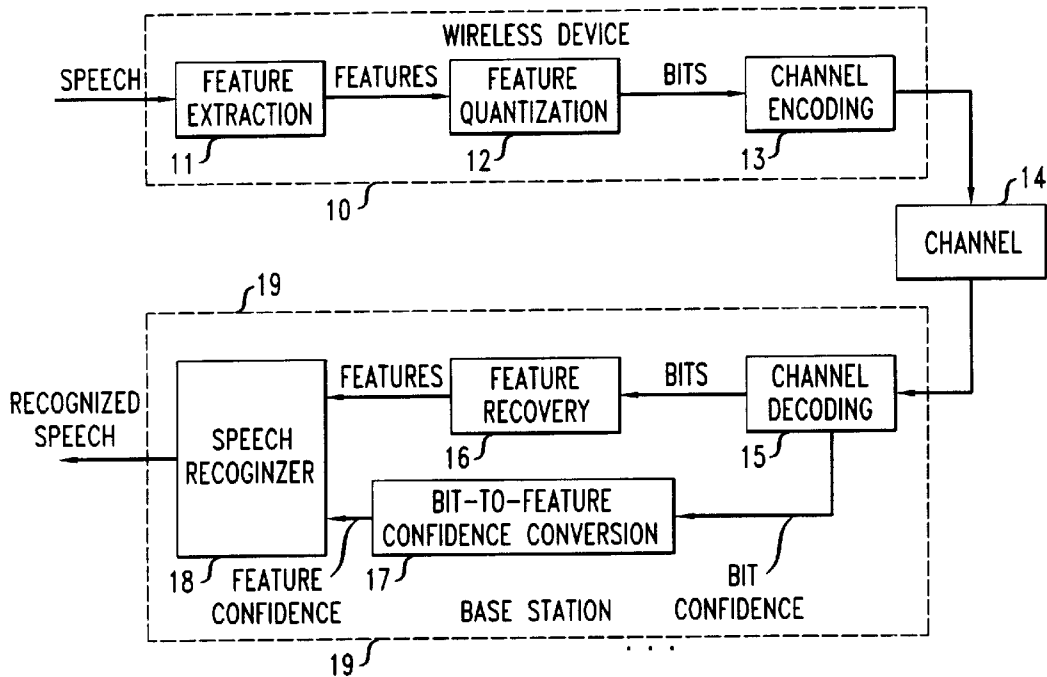 WIRELESS DEVICE
SPEECH
FEATURE
EXTRACTION
11
FEATURES
FEATURE
QUANTIZATION
12
BITS
CHANNEL
ENCODING
13
10
14
CHANNEL
19
RECOGNIZED
SPEECH
SPEECH
RECOGINZER
18
FEATURES
FEATURE
RECOVERY
16
BITS
CHANNEL
DECODING
15
BIT-TO-FEATURE
CONFIDENCE CONVERSION
17
FEATURE
CONFIDENCE
BIT
CONFIDENCE
BASE STATION
19
. . .